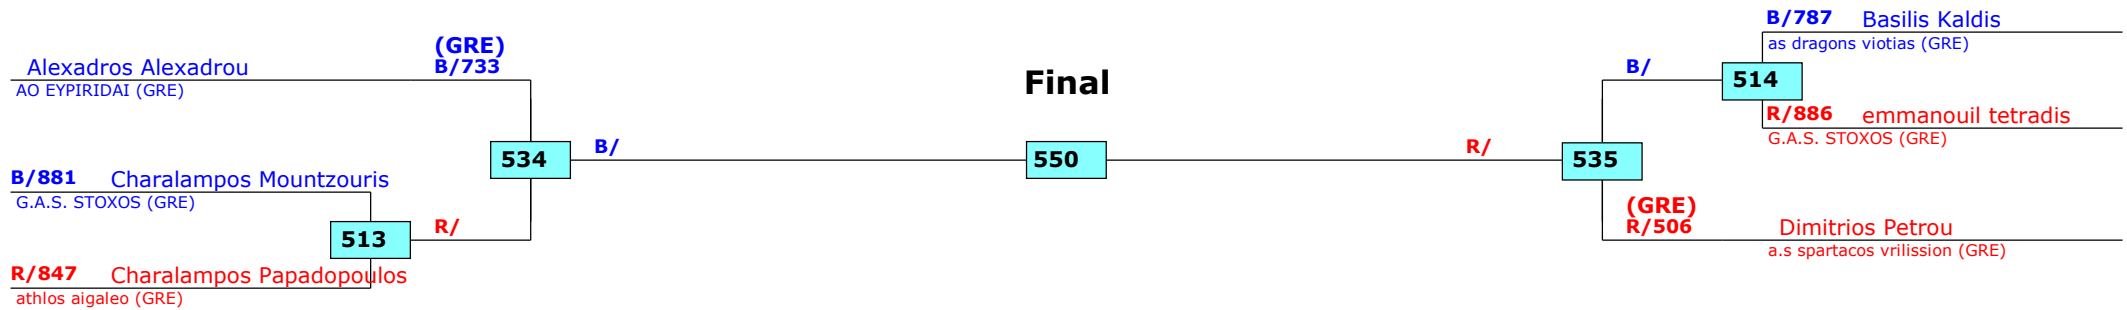 (GRE)
Alexadros Alexadrou B/733
AO EYPIRIDAI (GRE)
534 B/
B/881 Charalampos Mountzouris
G.A.S. STOXOS (GRE)
513 R/
R/847 Charalampos Papadopoulos
athlos aigaleo (GRE)
Final
550
B/787 Basilis Kaldis
as dragons viotias (GRE)
B/ 514
R/886 emmanouil tetradis
G.A.S. STOXOS (GRE)
R/ 535
(GRE)
R/506 Dimitrios Petrou
a.s spartacos vrilission (GRE)